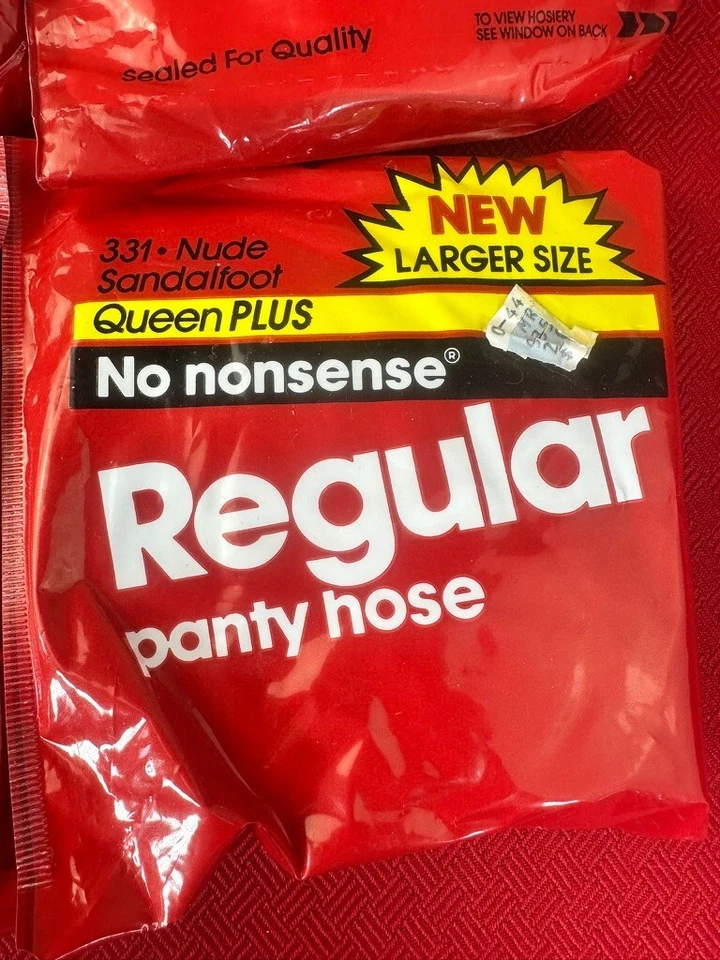 Sealed For Quality
TO VIEW HOSIERY
SEE WINDOW ON BACK
NEW
LARGER SIZE
331 • Nude
Sandalfoot
Queen PLUS
No nonsense®
Regular
panty hose